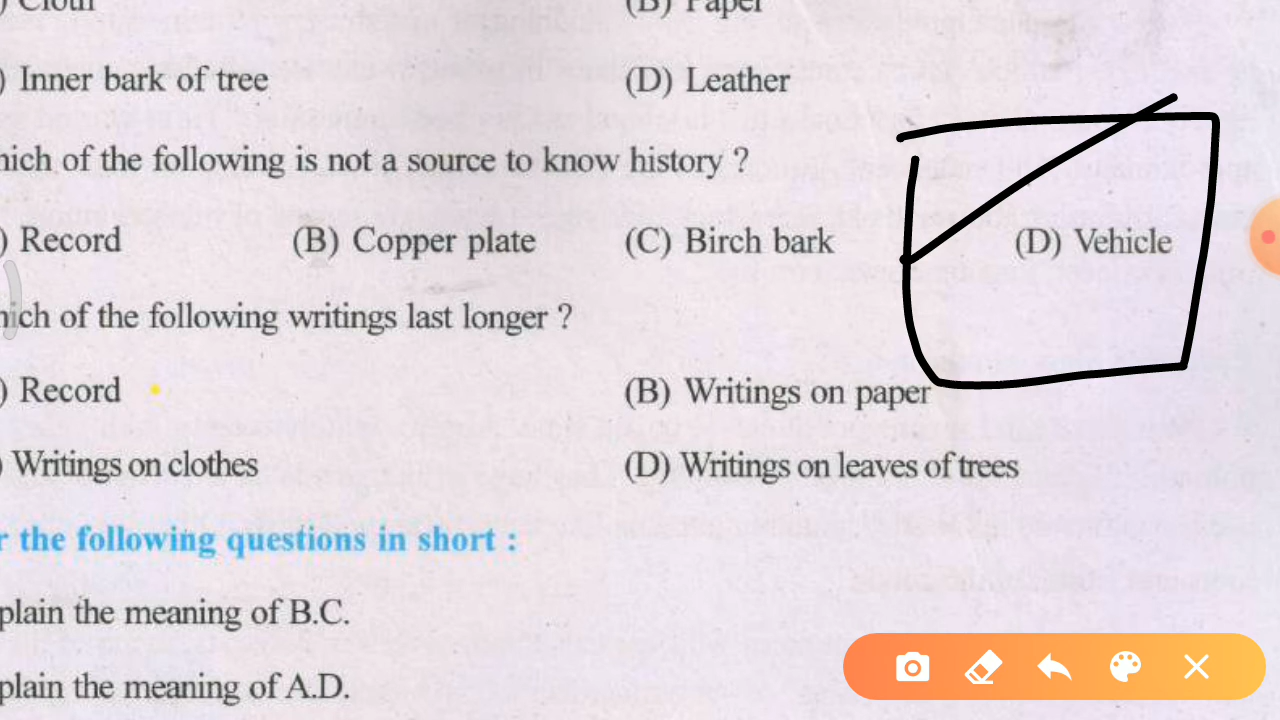 ) Cloth (B) Paper
) Inner bark of tree (D) Leather
hich of the following is not a source to know history ?
) Record (B) Copper plate (C) Birch bark (D) Vehicle
hich of the following writings last longer ?
) Record (B) Writings on paper
) Writings on clothes (D) Writings on leaves of trees
r the following questions in short :
plain the meaning of B.C.
plain the meaning of A.D.